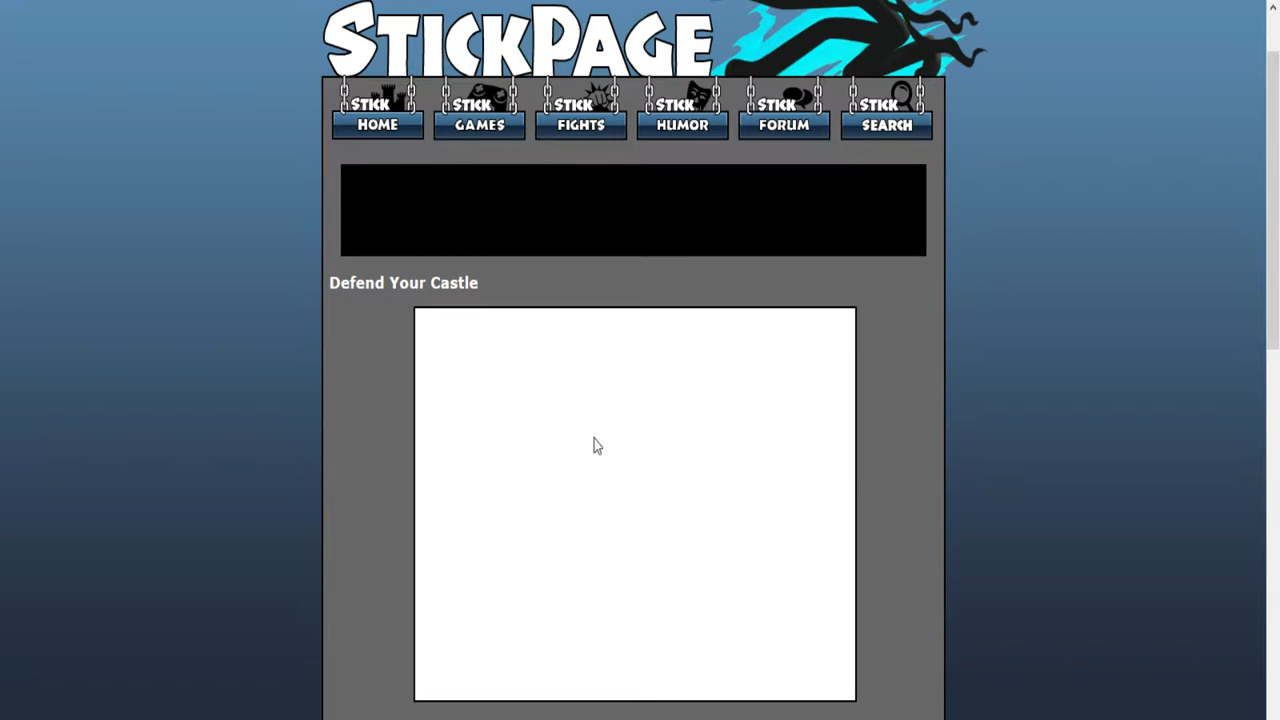 STICKPAGE
STICK HOME
STICK GAMES
STICK FIGHTS
STICK HUMOR
STICK FORUM
STICK SEARCH
Defend Your Castle